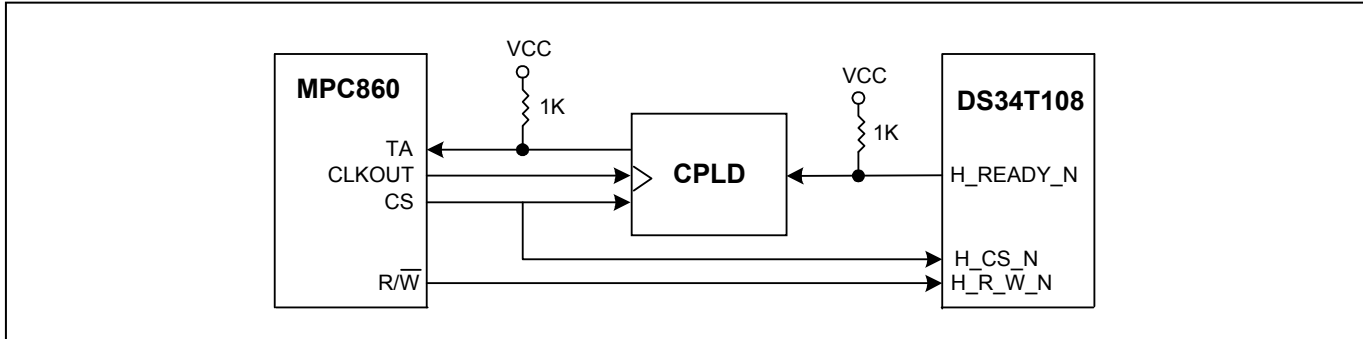 VCC
MPC860
1K
TA
CLKOUT
CS
R/W̅
CPLD
VCC
1K
DS34T108
H_READY_N
H_CS_N
H_R_W_N